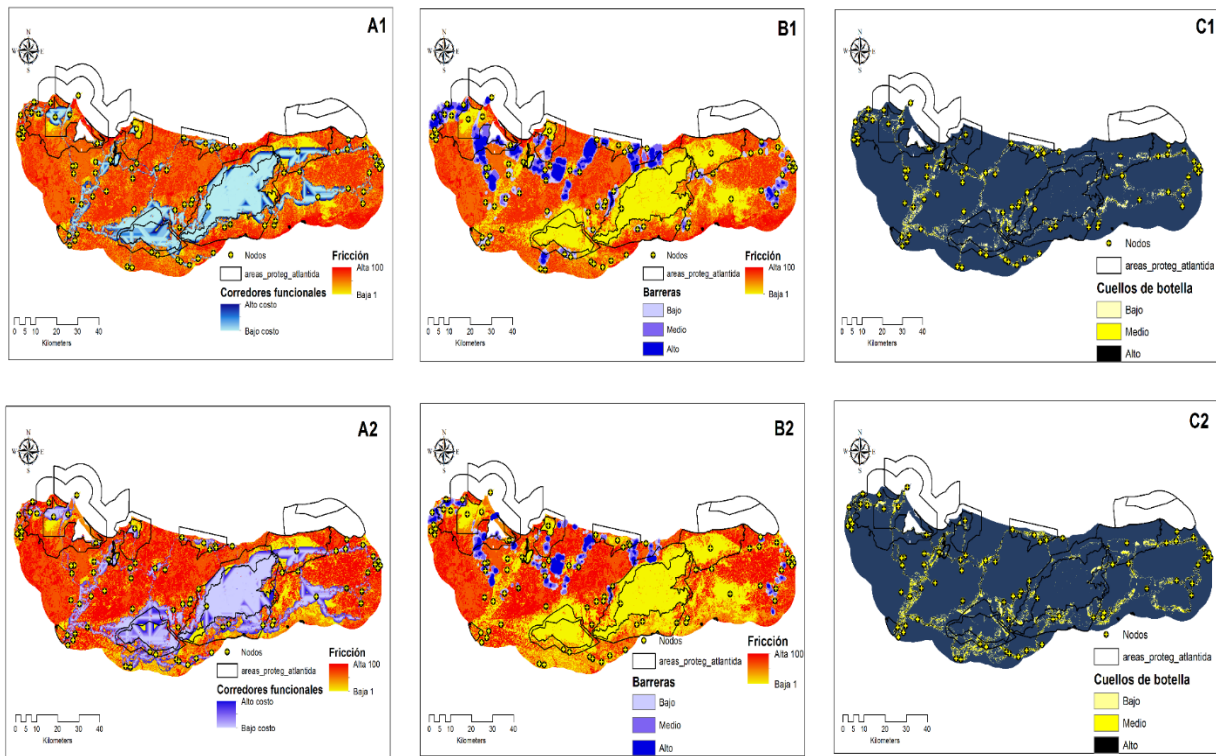 A1
N
W E
S
Nodos
areas_proteg_atlantida
Corredores funcionales
Alto costo
Bajo costo
Fricción
Alta 100
Baja 1
0 5 10 20 30 40
Kilometers
B1
N
W E
S
Nodos
areas_proteg_atlantida
Barreras
Bajo
Medio
Alto
Fricción
Alta 100
Baja 1
0 5 10 20 30 40
Kilometers
C1
N
W E
S
Nodos
areas_proteg_atlantida
Cuellos de botella
Bajo
Medio
Alto
0 5 10 20 30 40
Kilometers
A2
N
W E
S
Nodos
areas_proteg_atlantida
Corredores funcionales
Alto costo
Bajo costo
Fricción
Alta 100
Baja 1
0 5 10 20 30 40
Kilometers
B2
N
W E
S
Nodos
areas_proteg_atlantida
Barreras
Bajo
Medio
Alto
Fricción
Alta 100
Baja 1
0 5 10 20 30 40
Kilometers
C2
N
W E
S
Nodos
areas_proteg_atlantida
Cuellos de botella
Bajo
Medio
Alto
0 5 10 20 30 40
Kilometers